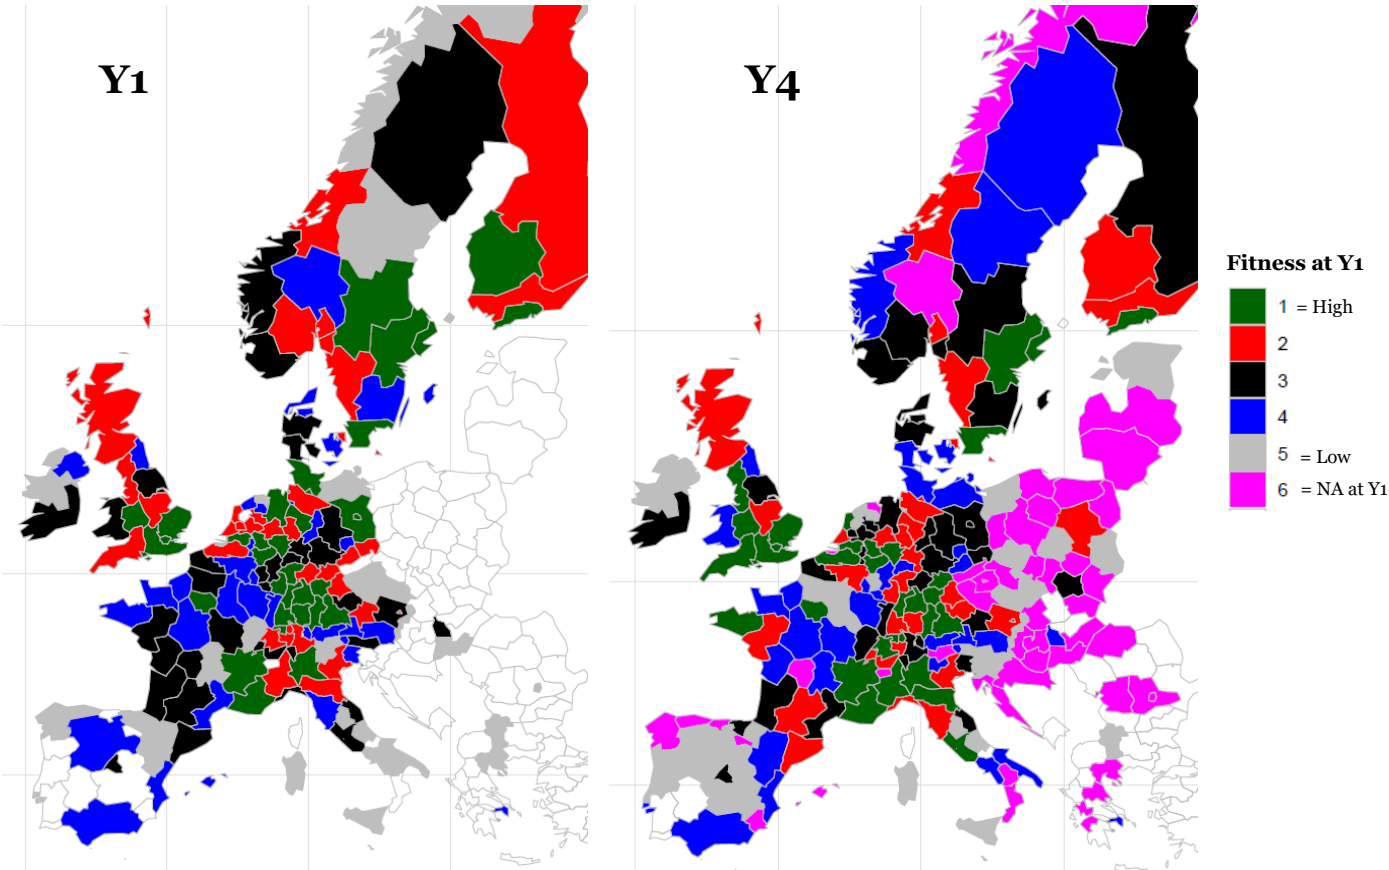 Y1
Y4
Fitness at Y1
1 = High
2
3
4
5 = Low
6 = NA at Y1